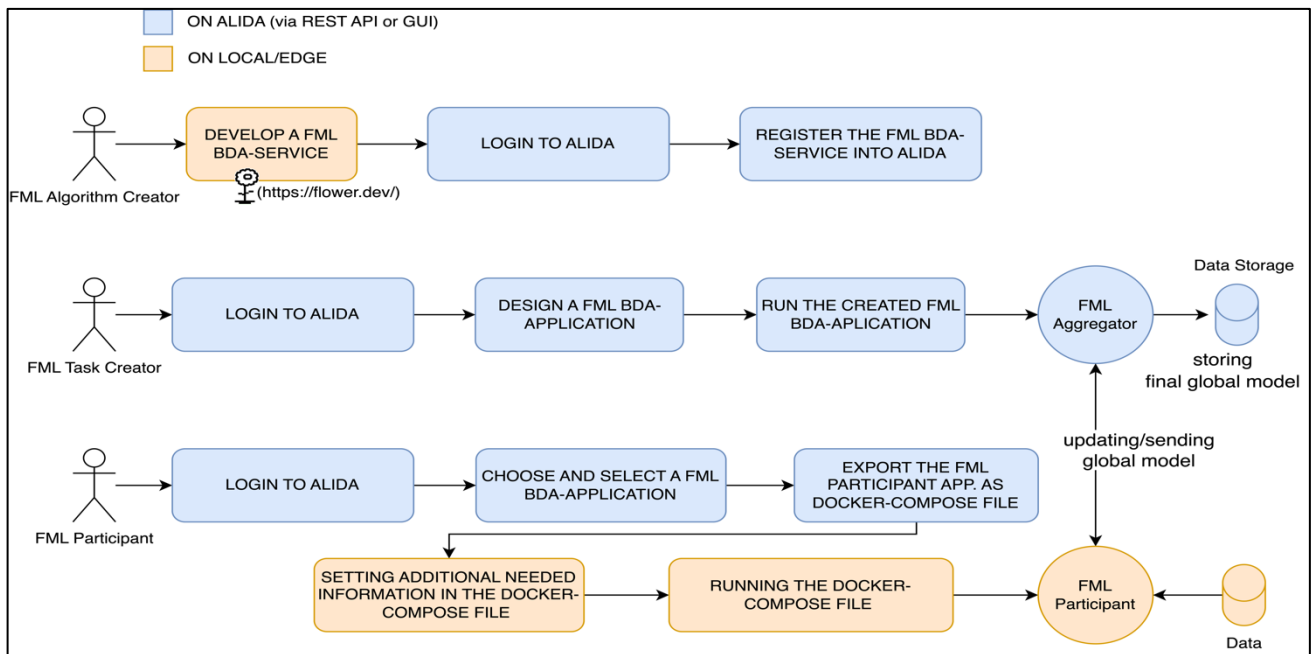 ON ALIDA (via REST API or GUI)
ON LOCAL/EDGE
DEVELOP A FML
BDA-SERVICE
LOGIN TO ALIDA
REGISTER THE FML BDA-
SERVICE INTO ALIDA
FML Algorithm Creator
(https://flower.dev/)
LOGIN TO ALIDA
DESIGN A FML BDA-
APPLICATION
RUN THE CREATED FML
BDA-APLICATION
FML
Aggregator
Data Storage
storing
final global model
FML Task Creator
updating/sending
global model
LOGIN TO ALIDA
CHOOSE AND SELECT A FML
BDA-APPLICATION
EXPORT THE FML
PARTICIPANT APP. AS
DOCKER-COMPOSE FILE
FML Participant
SETTING ADDITIONAL NEEDED
INFORMATION IN THE DOCKER-
COMPOSE FILE
RUNNING THE DOCKER-
COMPOSE FILE
FML
Participant
Data